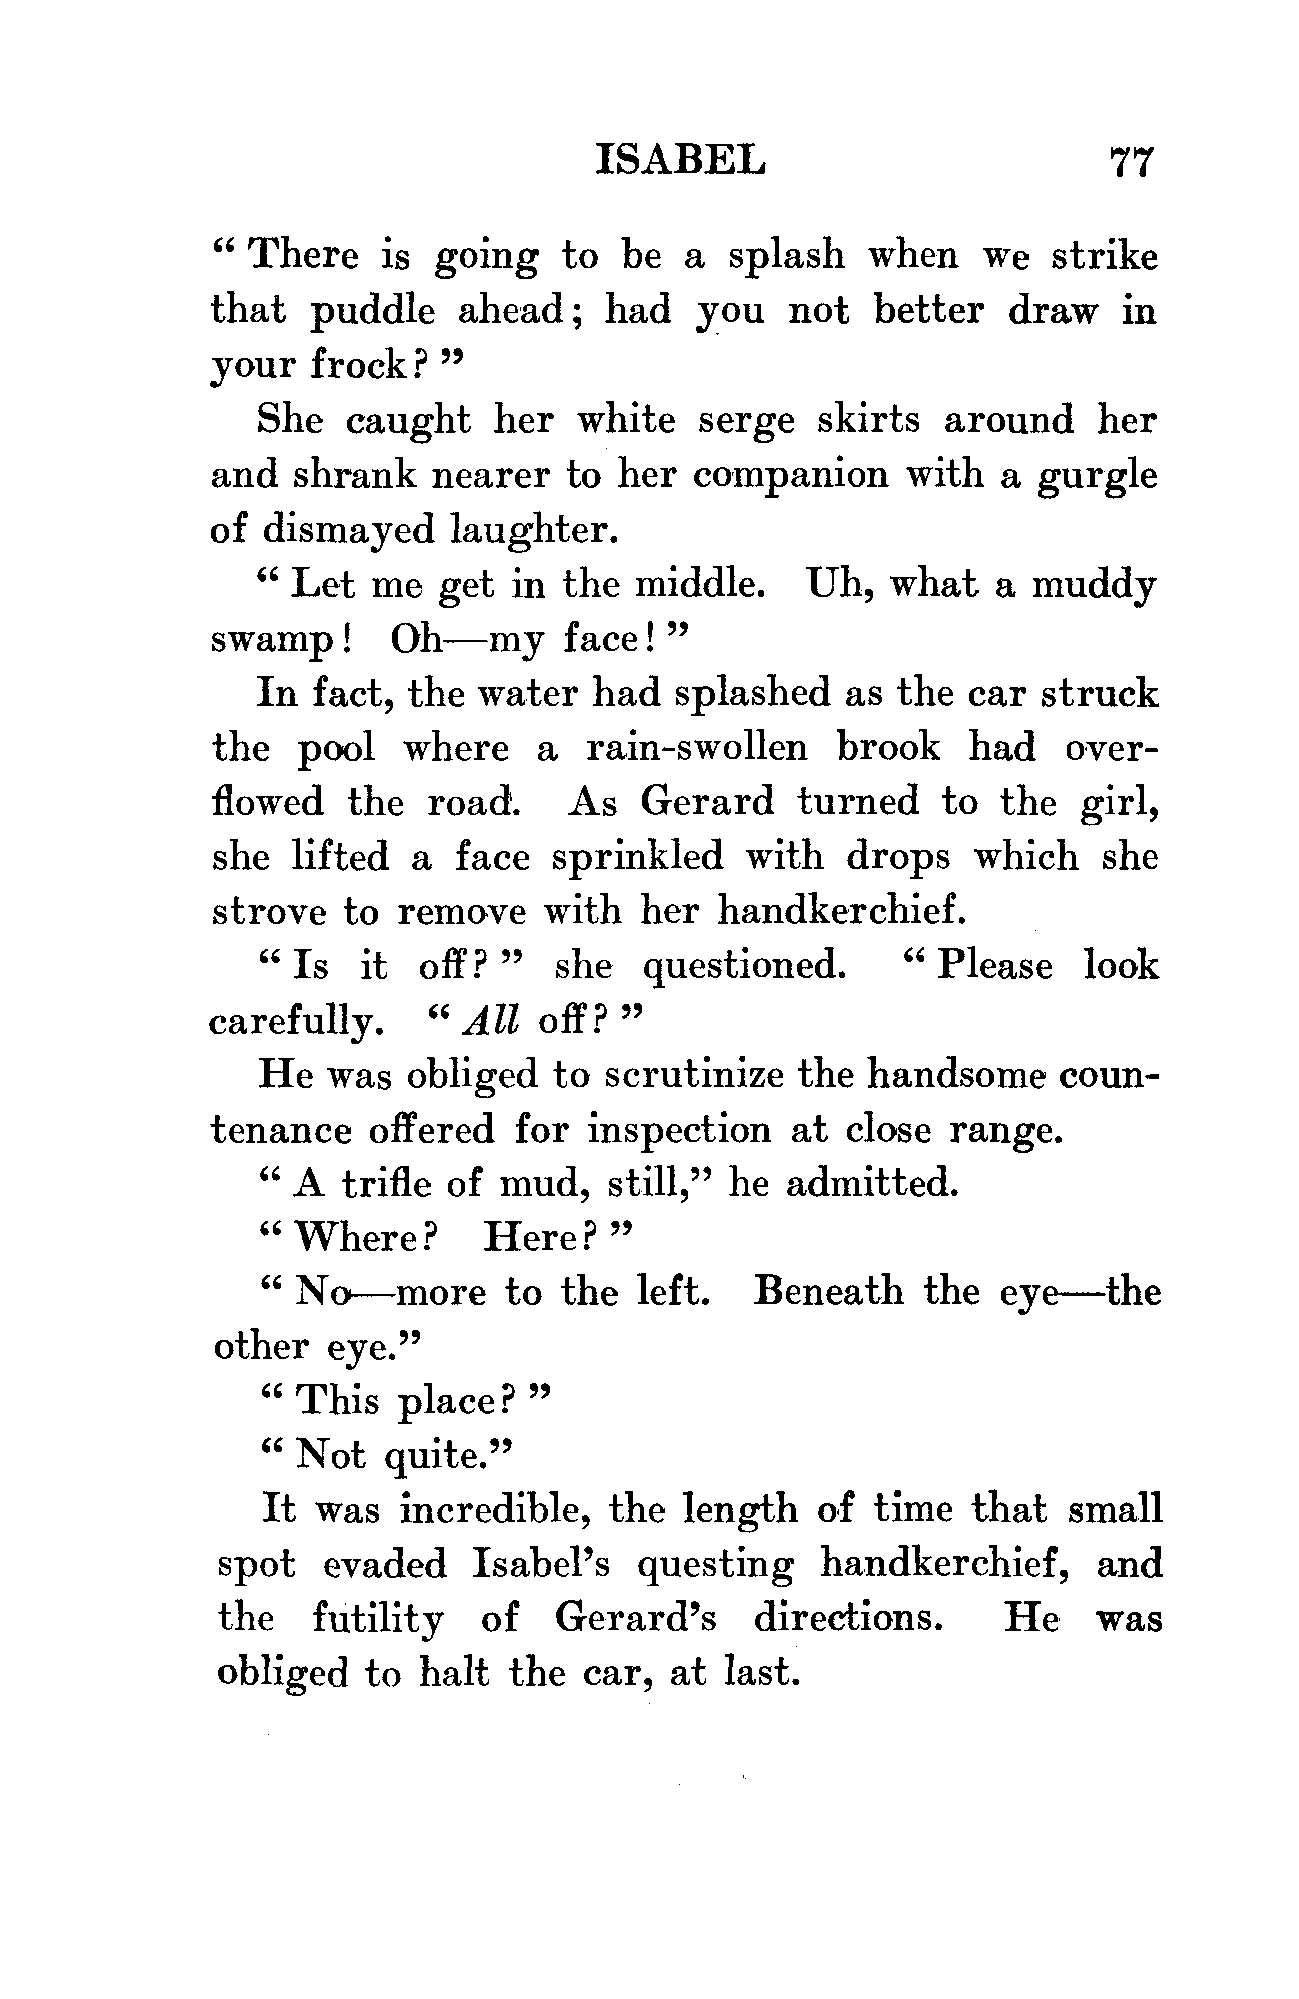 ISABEL 77
“ There is going to be a splash when we strike
that puddle ahead; had you not better draw in
your frock? ”
She caught her white serge skirts around her
and shrank nearer to her companion with a gurgle
of dismayed laughter.
“ Let me get in the middle. Uh, what a muddy
swamp! Oh—my face! ”
In fact, the water had splashed as the car struck
the pool where a rain-swollen brook had over-
flowed the road. As Gerard turned to the girl,
she lifted a face sprinkled with drops which she
strove to remove with her handkerchief.
“ Is it off? ” she questioned. “ Please look
carefully. “ All off? ”
He was obliged to scrutinize the handsome coun-
tenance offered for inspection at close range.
“ A trifle of mud, still,” he admitted.
“ Where? Here? ”
“ No—more to the left. Beneath the eye—the
other eye.”
“ This place? ”
“ Not quite.”
It was incredible, the length of time that small
spot evaded Isabel’s questing handkerchief, and
the futility of Gerard’s directions. He was
obliged to halt the car, at last.